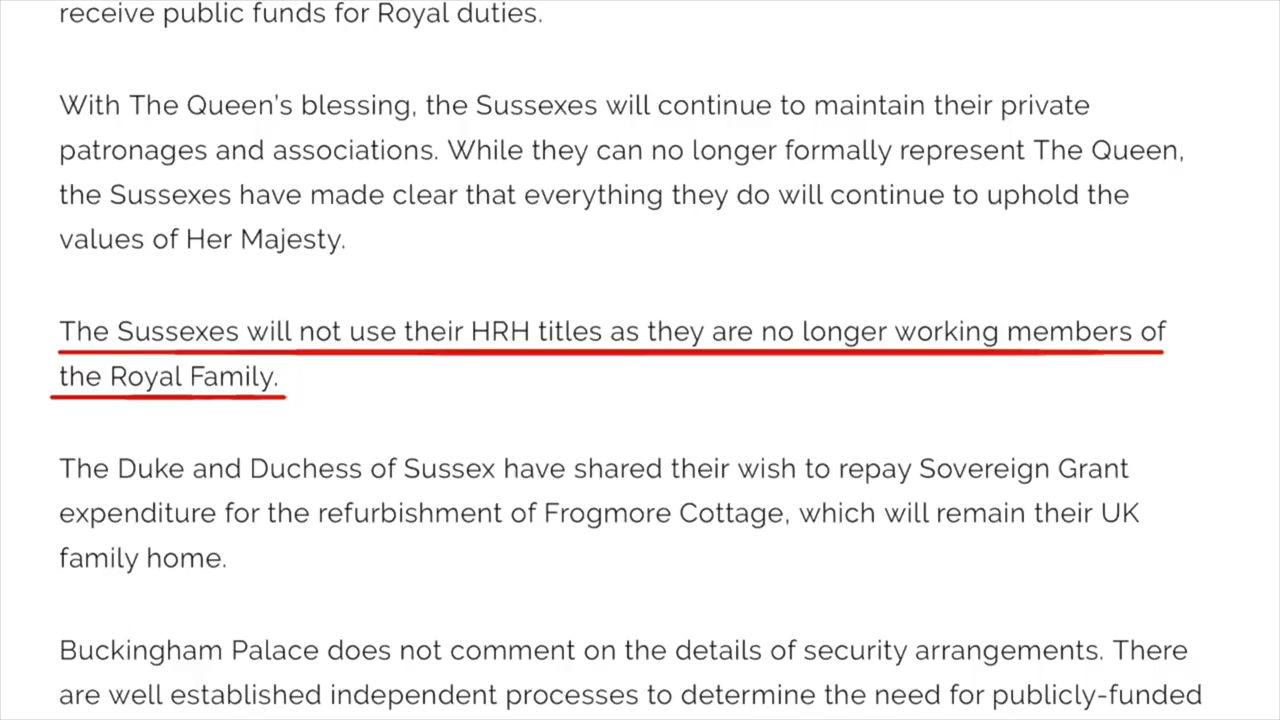 receive public funds for Royal duties.
With The Queen's blessing, the Sussexes will continue to maintain their private
patronages and associations. While they can no longer formally represent The Queen,
the Sussexes have made clear that everything they do will continue to uphold the
values of Her Majesty.
The Sussexes will not use their HRH titles as they are no longer working members of
the Royal Family.
The Duke and Duchess of Sussex have shared their wish to repay Sovereign Grant
expenditure for the refurbishment of Frogmore Cottage, which will remain their UK
family home.
Buckingham Palace does not comment on the details of security arrangements. There
are well established independent processes to determine the need for publicly-funded